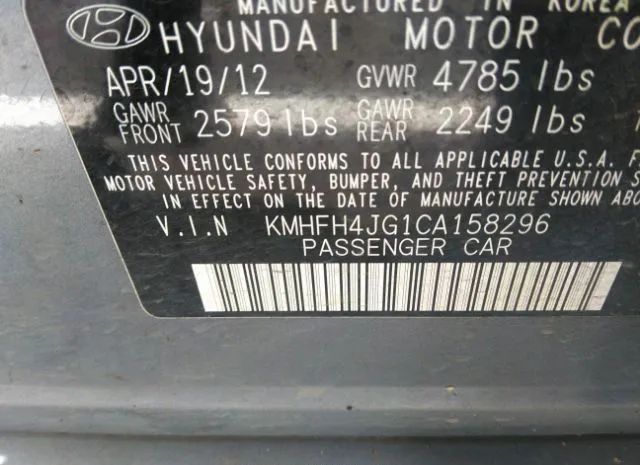 MANUFACTURED IN KOREA
HYUNDAI MOTOR CO
APR/19/12 GVWR 4785 lbs
GAWR FRONT 2579 lbs GAWR REAR 2249 lbs
THIS VEHICLE CONFORMS TO ALL APPLICABLE U.S.A. F
MOTOR VEHICLE SAFETY, BUMPER, AND THEFT PREVENTIO
IN EFFECT ON THE DATE OF MANUFACTURE SHOWN ABO
V.I.N KMHFH4JG1CA158296
PASSENGER CAR